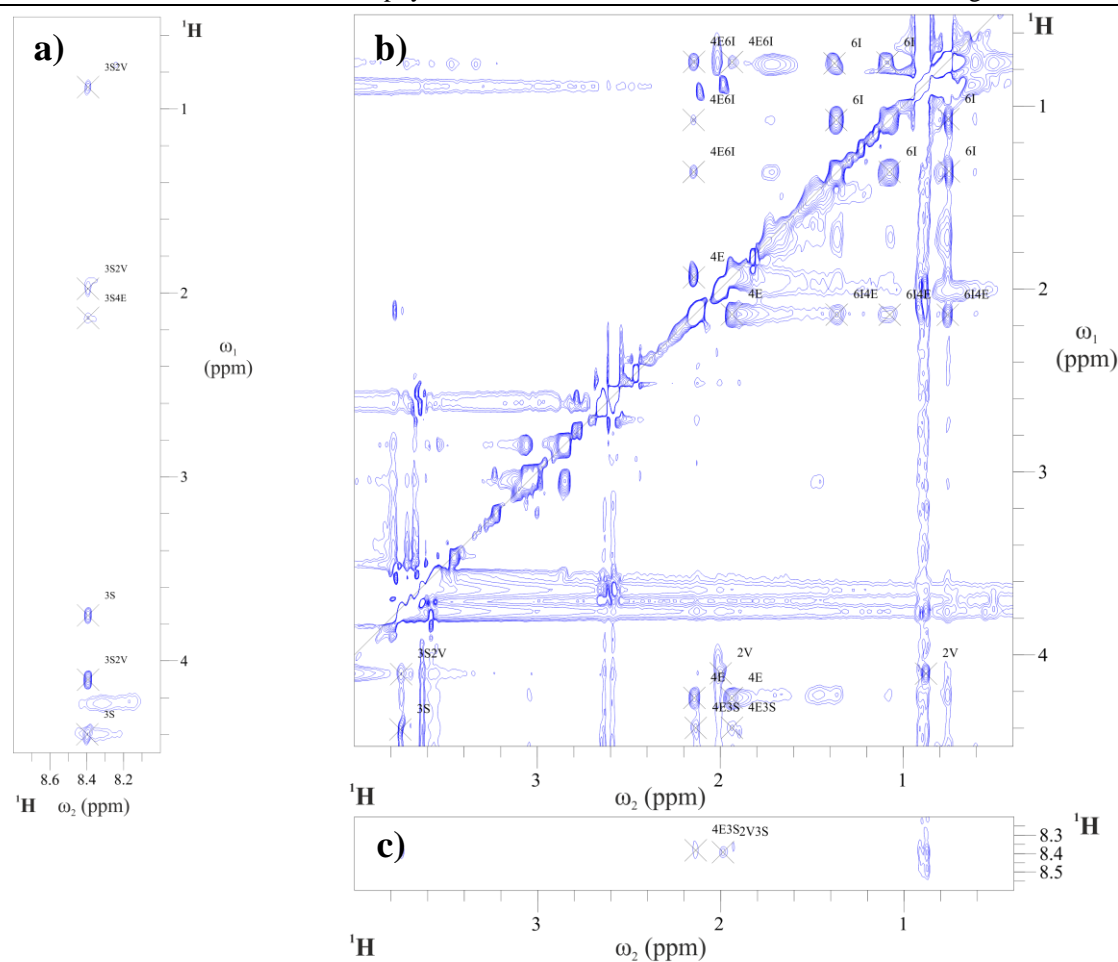 a)
¹H
3S2V
1
3S2V
2
3S4E
ω₁
(ppm)
3
3S
3S2V
4
3S
8.6 8.4 8.2
¹H ω₂ (ppm)
b)
¹H
4E6I 4E6I 6I 6I
1
4E6I 6I 6I
4E6I 6I 6I
4E
2
4E 6I4E 6I4E 6I4E
ω₁
(ppm)
3
4
3S2V 2V 2V
4E 4E
3S 4E3S 4E3S
3 2 1
¹H ω₂ (ppm)
c)
¹H
4E3S 2V3S
8.3
8.4
8.5
3 2 1
¹H ω₂ (ppm)